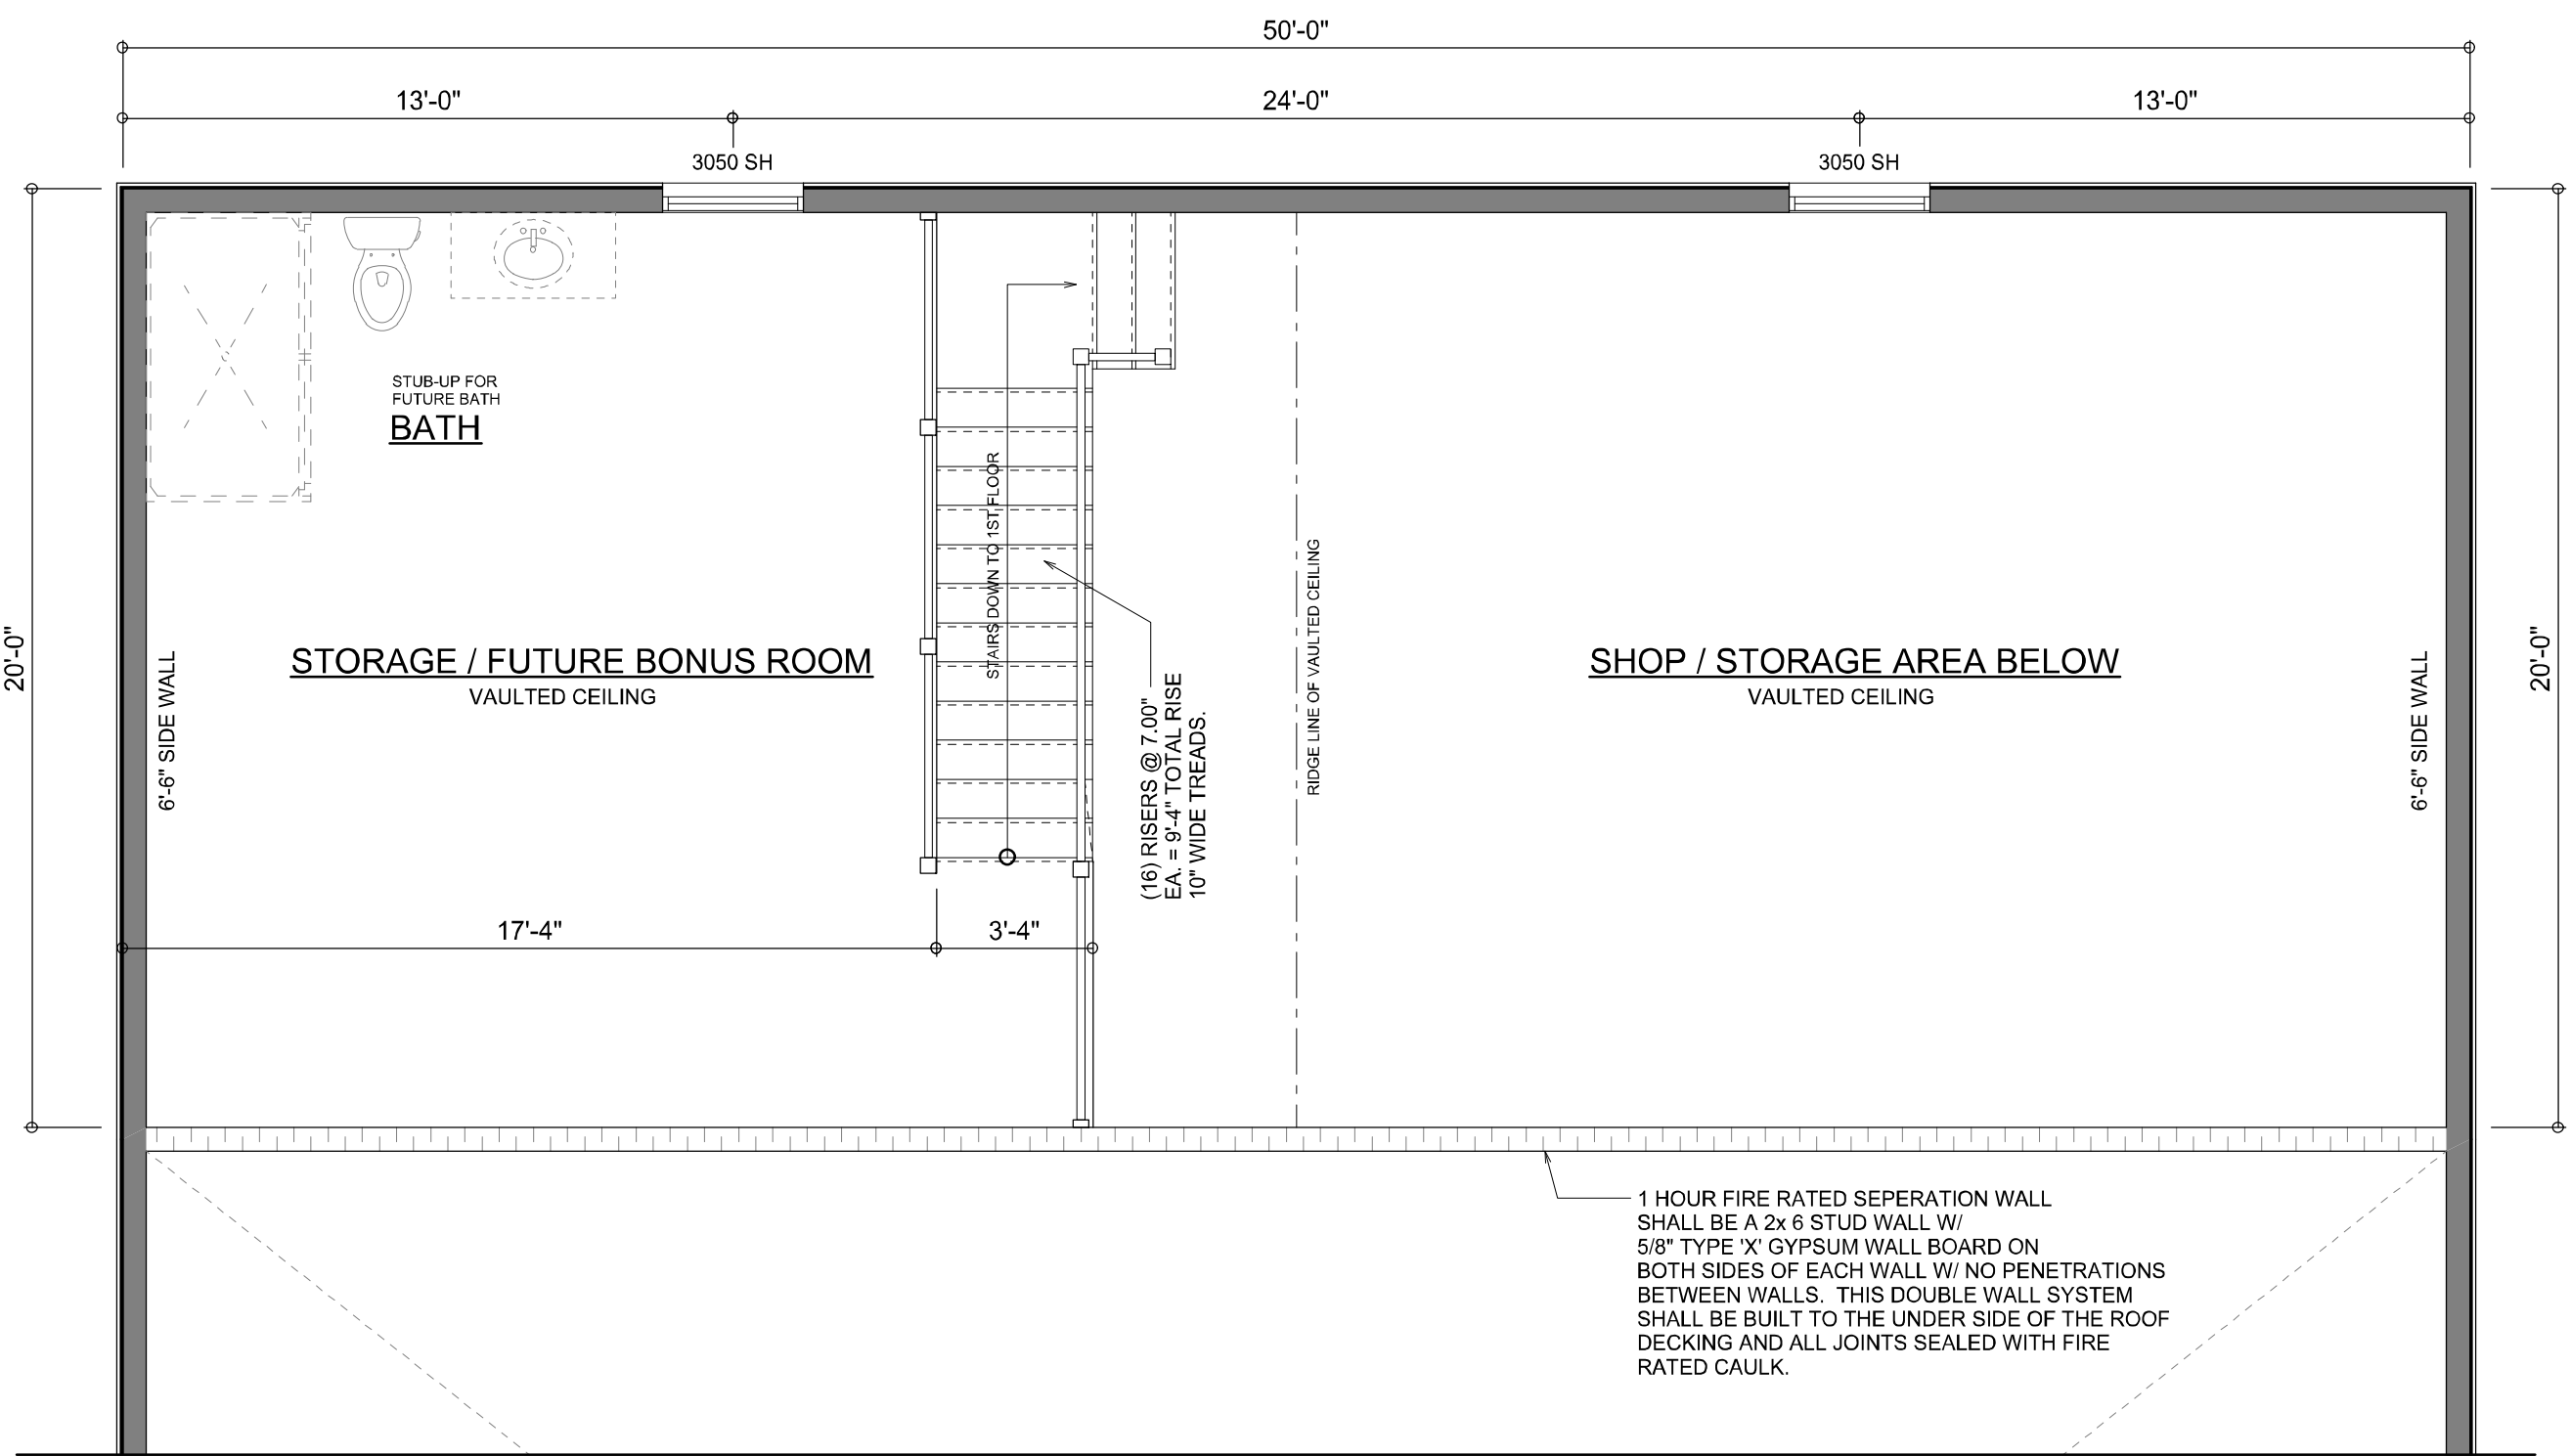 50'-0"
13'-0"
24'-0"
13'-0"
3050 SH
3050 SH
STUB-UP FOR
FUTURE BATH
BATH
STAIRS DOWN TO 1ST FLOOR
RIDGE LINE OF VAULTED CEILING
20'-0"
6'-6" SIDE WALL
STORAGE / FUTURE BONUS ROOM
VAULTED CEILING
(16) RISERS @ 7.00"
EA. = 9'-4" TOTAL RISE
10" WIDE TREADS.
SHOP / STORAGE AREA BELOW
VAULTED CEILING
6'-6" SIDE WALL
20'-0"
17'-4"
3'-4"
1 HOUR FIRE RATED SEPERATION WALL
SHALL BE A 2x 6 STUD WALL W/
5/8" TYPE 'X' GYPSUM WALL BOARD ON
BOTH SIDES OF EACH WALL W/ NO PENETRATIONS
BETWEEN WALLS.  THIS DOUBLE WALL SYSTEM
SHALL BE BUILT TO THE UNDER SIDE OF THE ROOF
DECKING AND ALL JOINTS SEALED WITH FIRE
RATED CAULK.